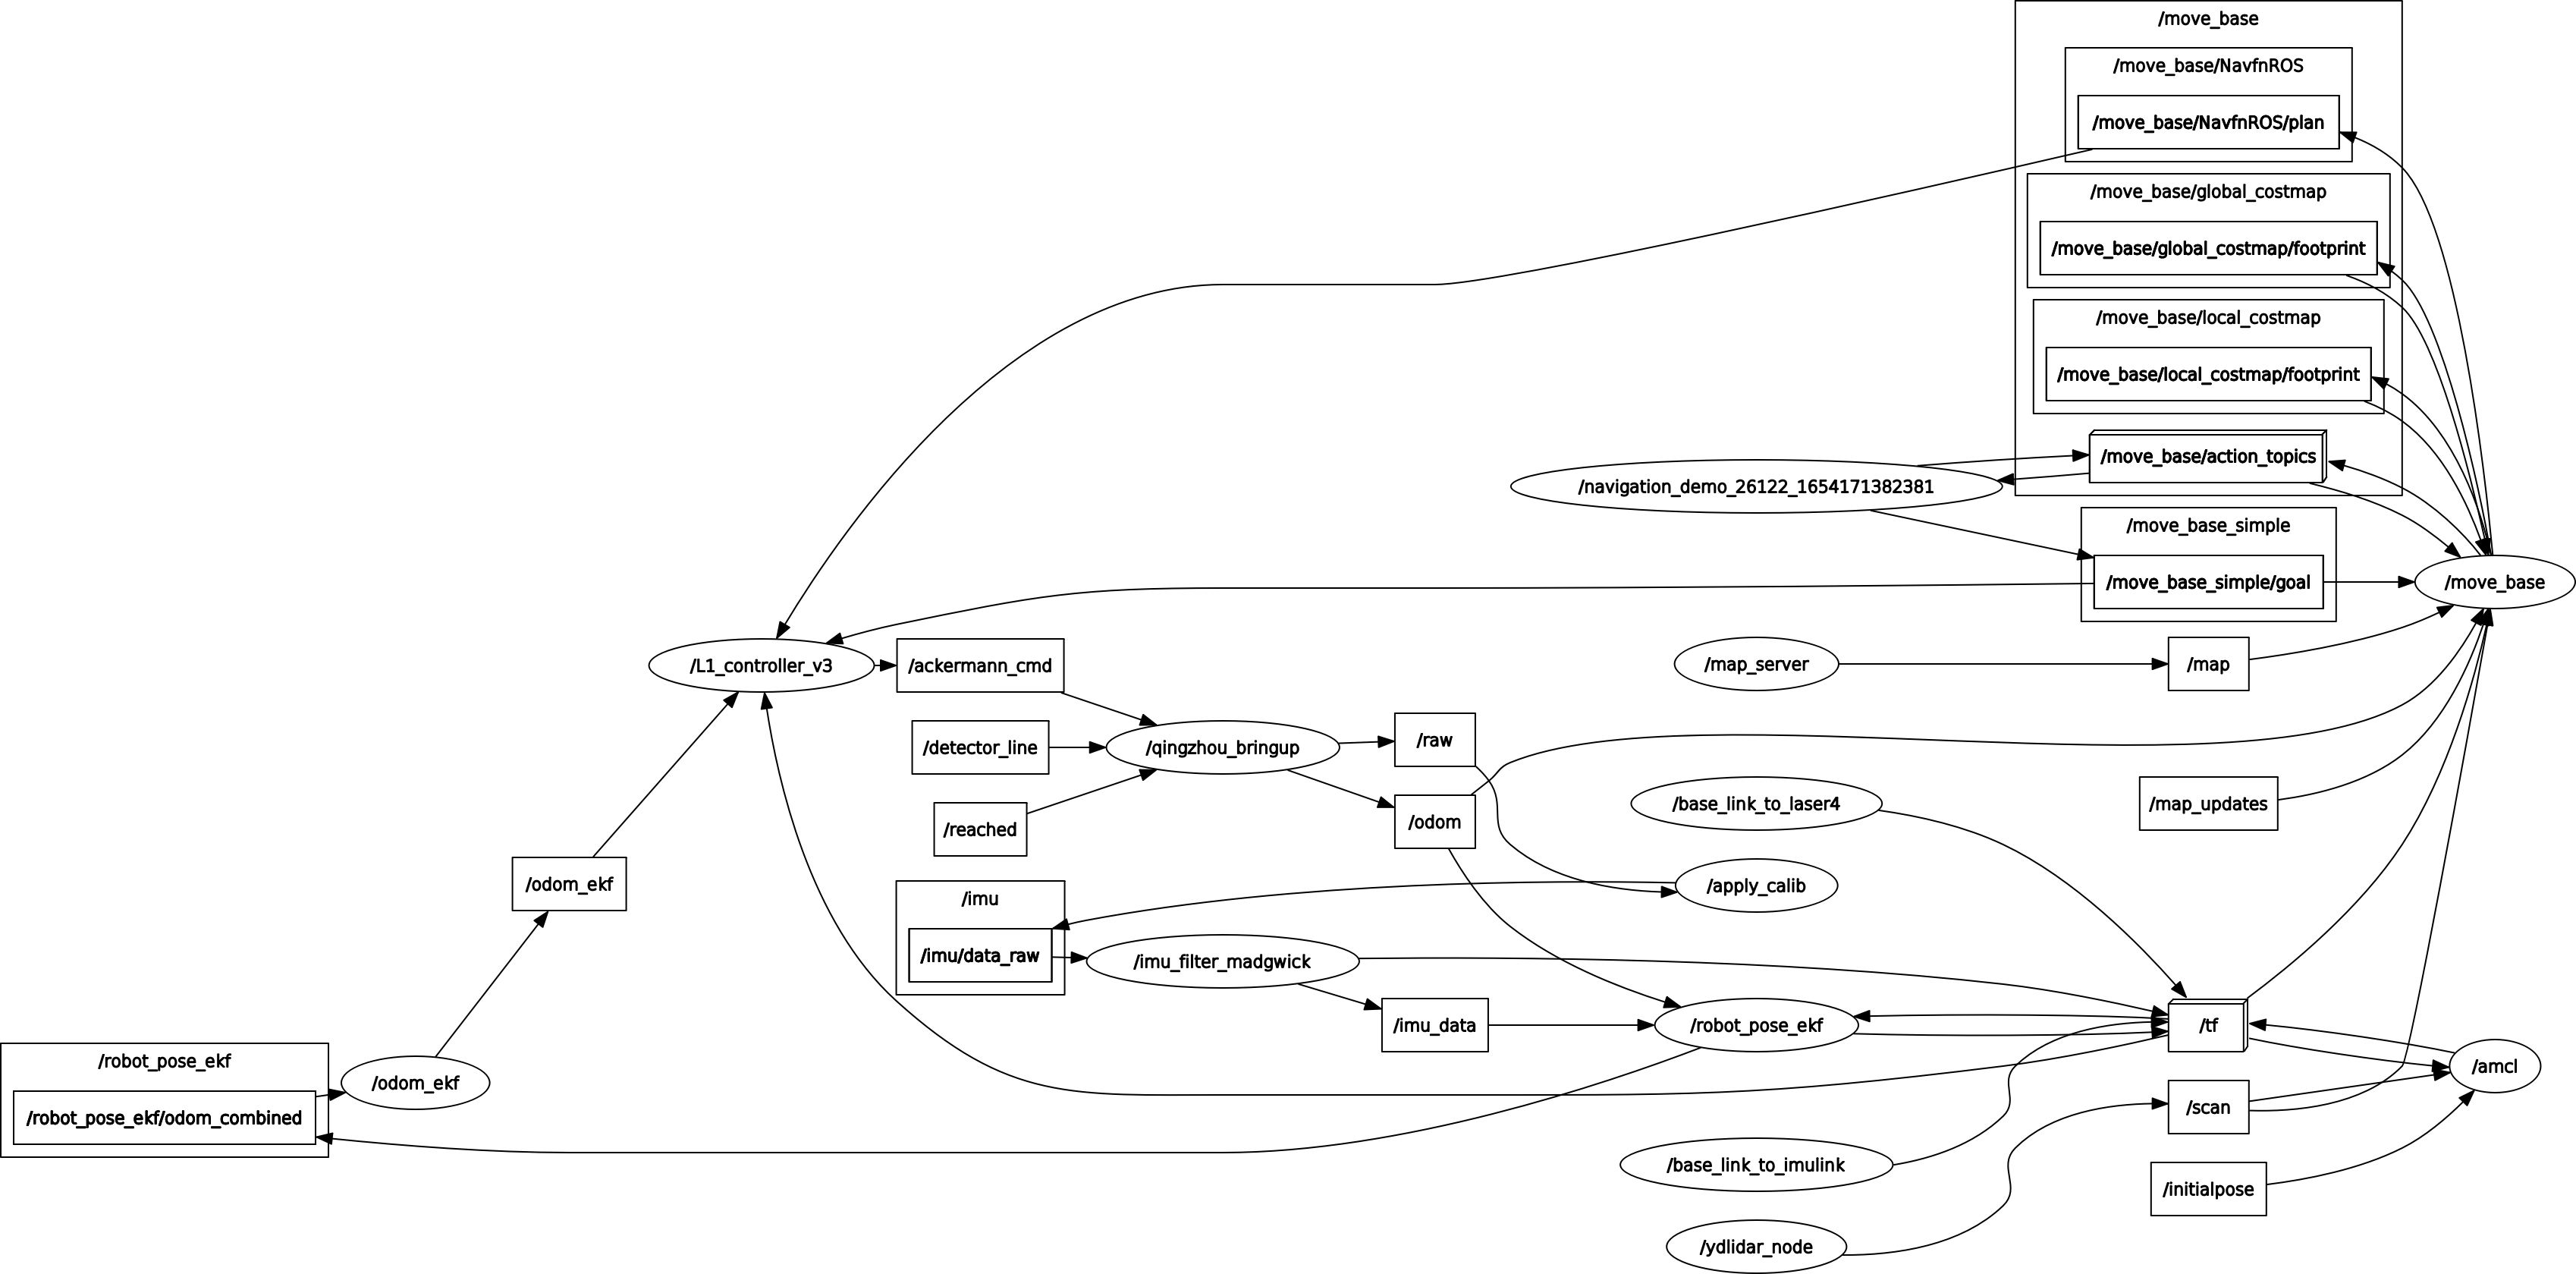 /move_base
/move_base/NavfnROS
/move_base/NavfnROS/plan
/move_base/global_costmap
/move_base/global_costmap/footprint
/move_base/local_costmap
/move_base/local_costmap/footprint
/move_base/action_topics
/navigation_demo_26122_1654171382381
/move_base_simple
/move_base_simple/goal
/move_base
/L1_controller_v3
/ackermann_cmd
/map_server
/map
/detector_line
/qingzhou_bringup
/raw
/reached
/odom
/base_link_to_laser4
/map_updates
/odom_ekf
/apply_calib
/imu
/imu/data_raw
/imu_filter_madgwick
/imu_data
/robot_pose_ekf
/tf
/robot_pose_ekf
/robot_pose_ekf/odom_combined
/odom_ekf
/amcl
/scan
/base_link_to_imulink
/initialpose
/ydlidar_node